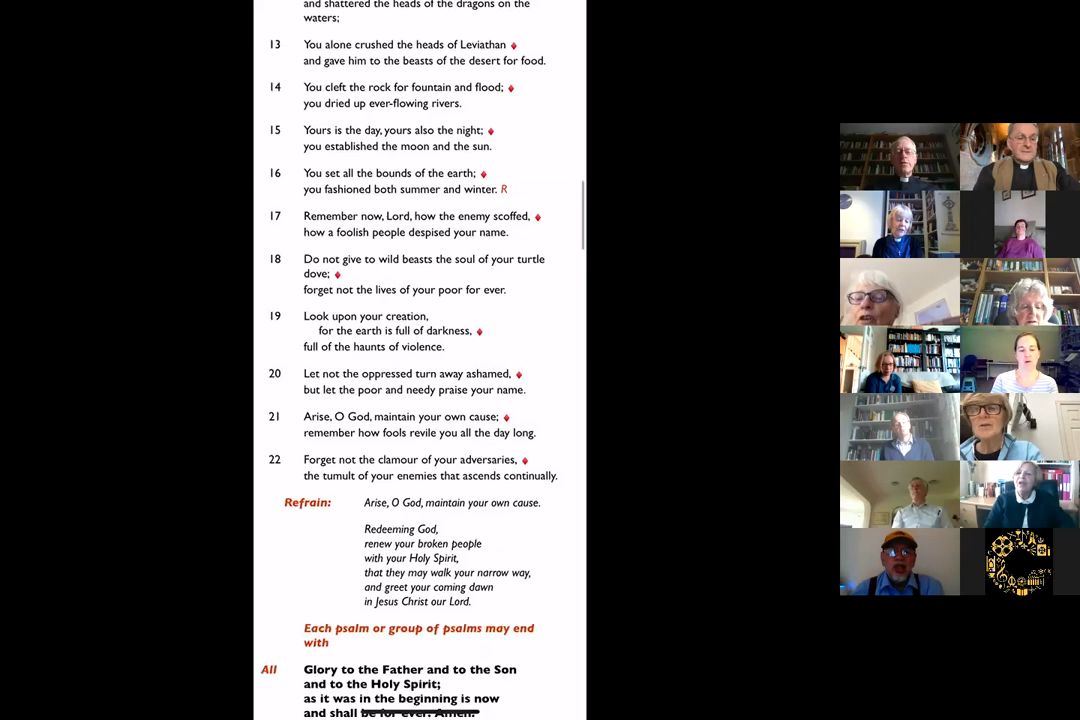 and shattered the heads of the dragons on the
waters;
13 You alone crushed the heads of Leviathan ♦
and gave him to the beasts of the desert for food.
14 You cleft the rock for fountain and flood; ♦
you dried up ever-flowing rivers.
15 Yours is the day, yours also the night; ♦
you established the moon and the sun.
16 You set all the bounds of the earth; ♦
you fashioned both summer and winter. R
17 Remember now, Lord, how the enemy scoffed, ♦
how a foolish people despised your name.
18 Do not give to wild beasts the soul of your turtle
dove; ♦
forget not the lives of your poor for ever.
19 Look upon your creation,
for the earth is full of darkness, ♦
full of the haunts of violence.
20 Let not the oppressed turn away ashamed, ♦
but let the poor and needy praise your name.
21 Arise, O God, maintain your own cause; ♦
remember how fools revile you all the day long.
22 Forget not the clamour of your adversaries, ♦
the tumult of your enemies that ascends continually.
Refrain: Arise, O God, maintain your own cause.
Redeeming God,
renew your broken people
with your Holy Spirit,
that they may walk your narrow way,
and greet your coming dawn
in Jesus Christ our Lord.
Each psalm or group of psalms may end
with
All Glory to the Father and to the Son
and to the Holy Spirit;
as it was in the beginning is now
and shall be for ever. Amen.